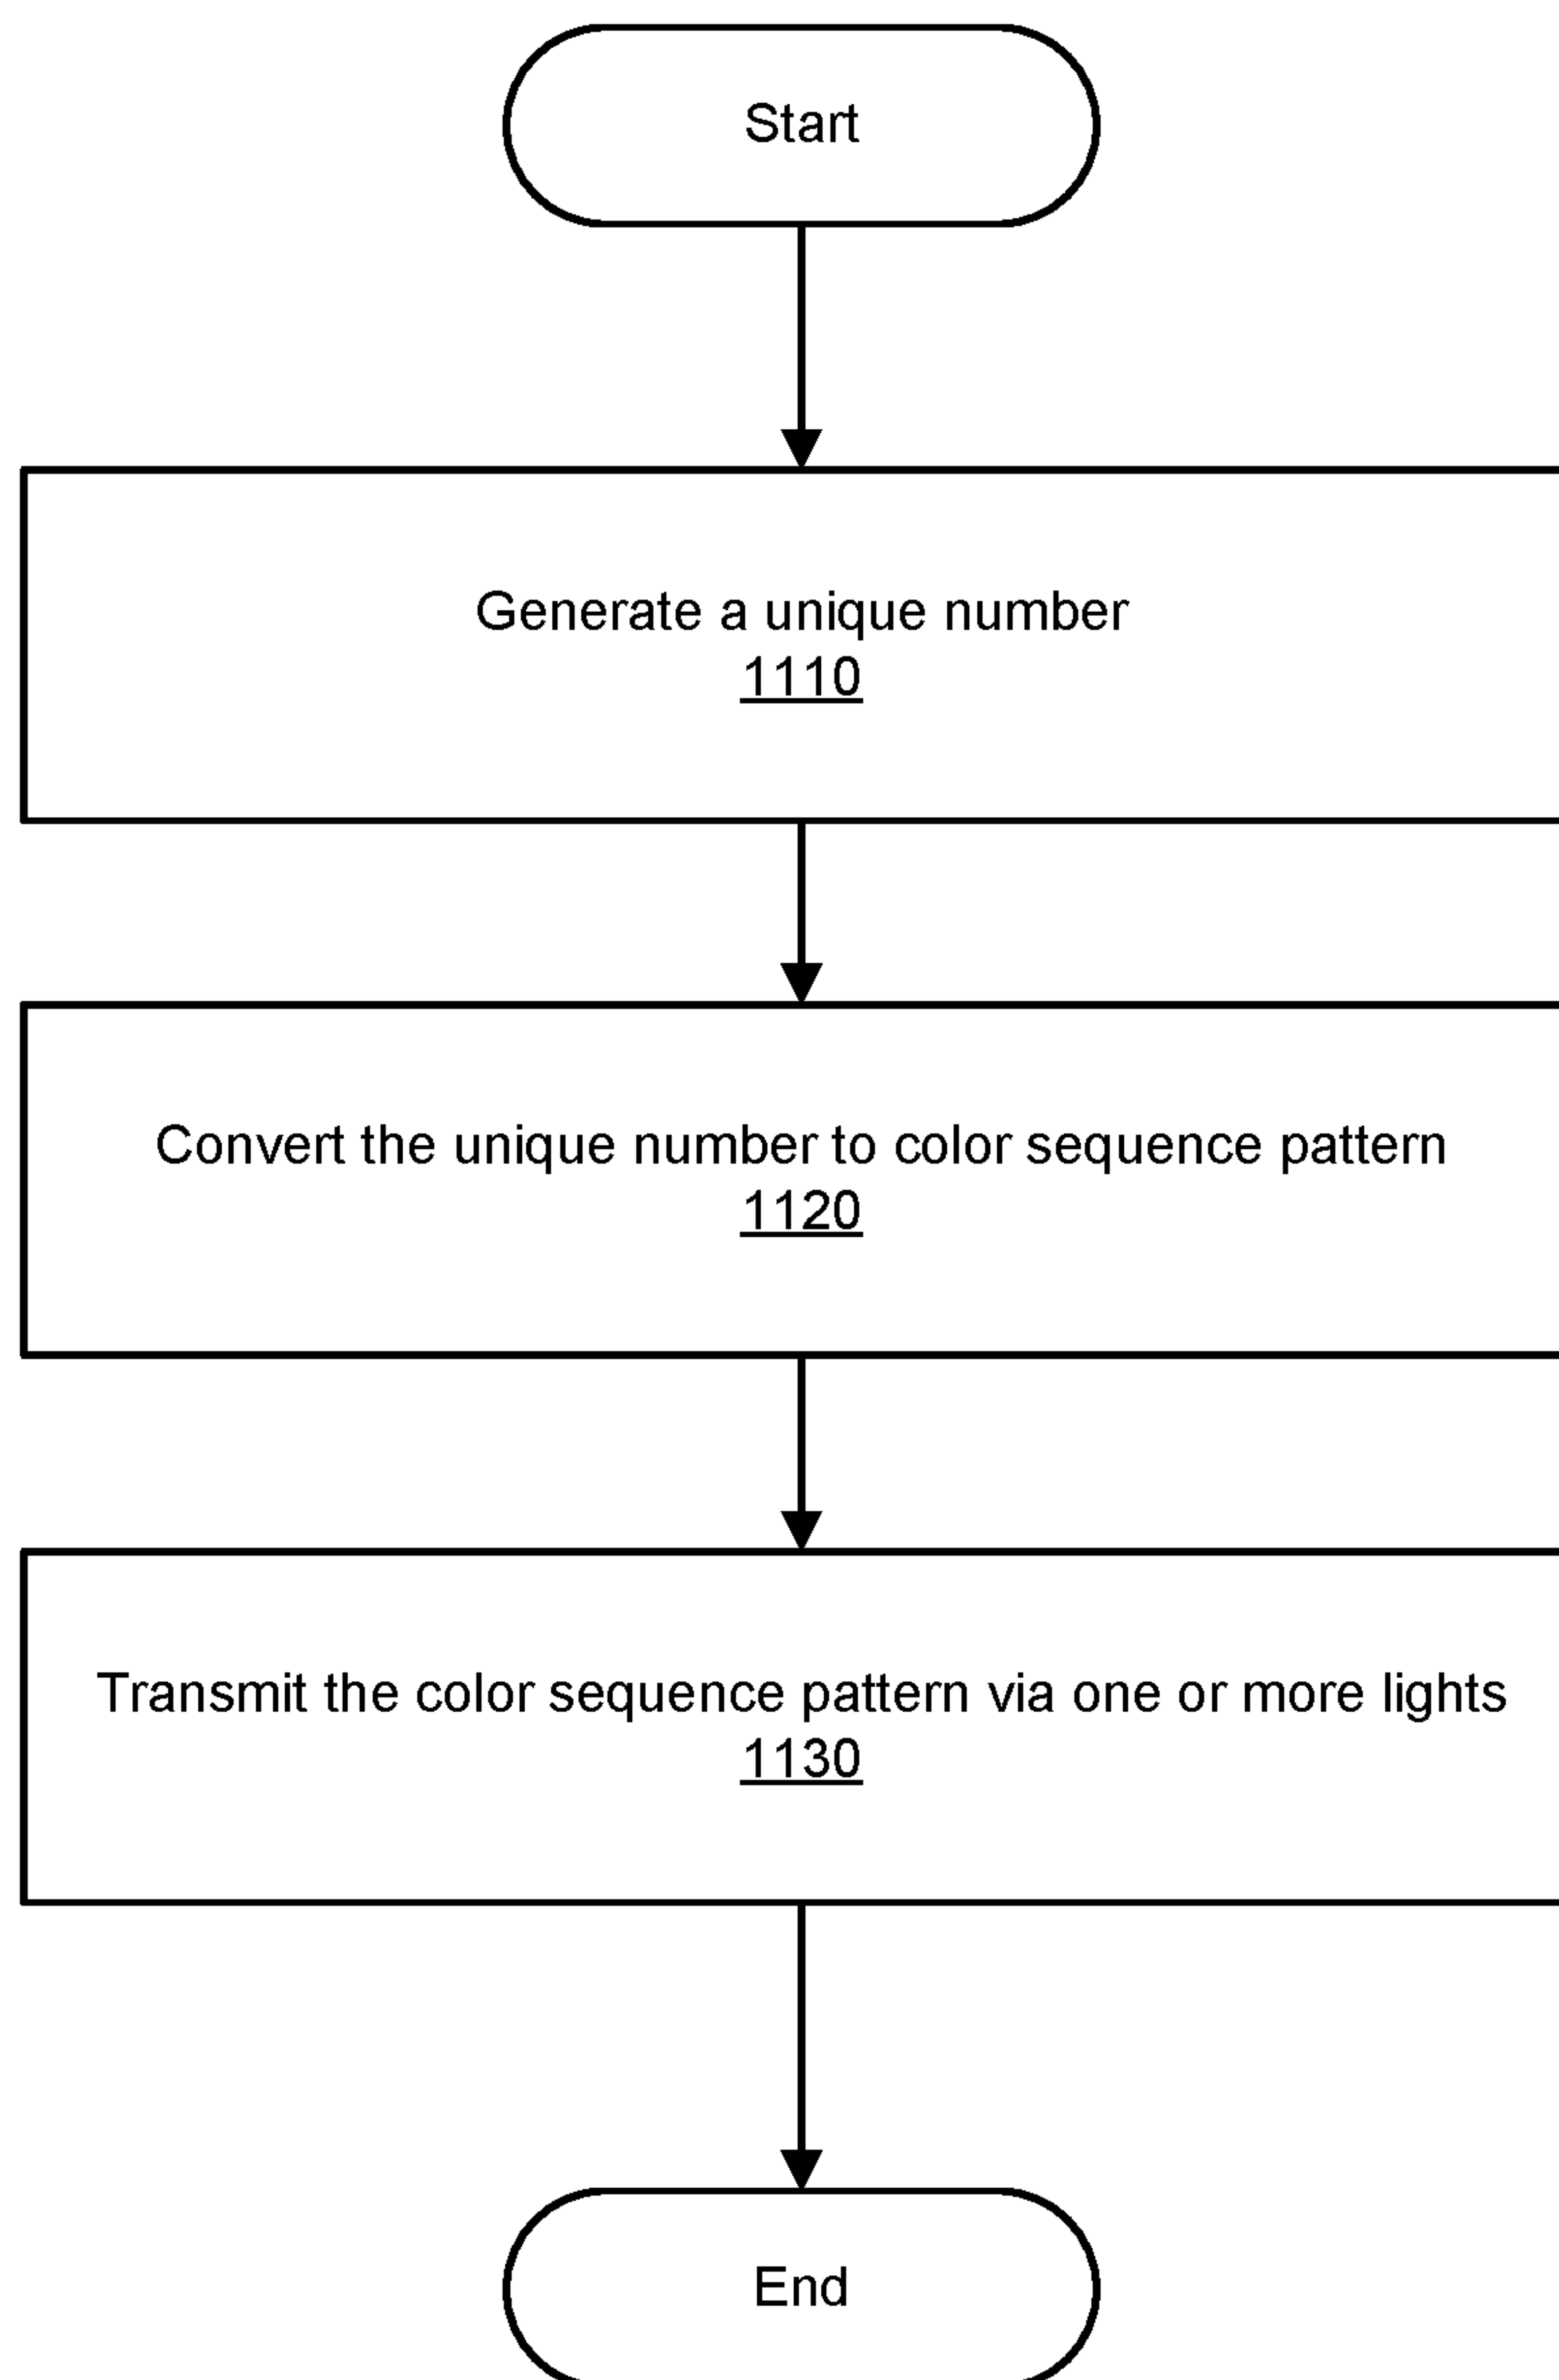 Start
Generate a unique number
1110
Convert the unique number to color sequence pattern
1120
Transmit the color sequence pattern via one or more lights
1130
End